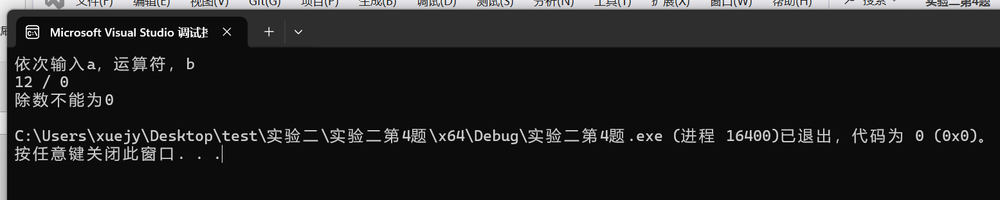 文件(F) 编辑(E) 视图(V) Git(G) 项目(P) 生成(B) 调试(D) 测试(S) 分析(N) 工具(T) 扩展(X) 窗口(W) 帮助(H) 搜索 实验二第4题
Microsoft Visual Studio 调试
依次输入a，运算符，b
12 / 0
除数不能为0
C:\Users\xuejy\Desktop\test\实验二\实验二第4题\x64\Debug\实验二第4题.exe (进程 16400)已退出，代码为 0 (0x0)。
按任意键关闭此窗口. . .